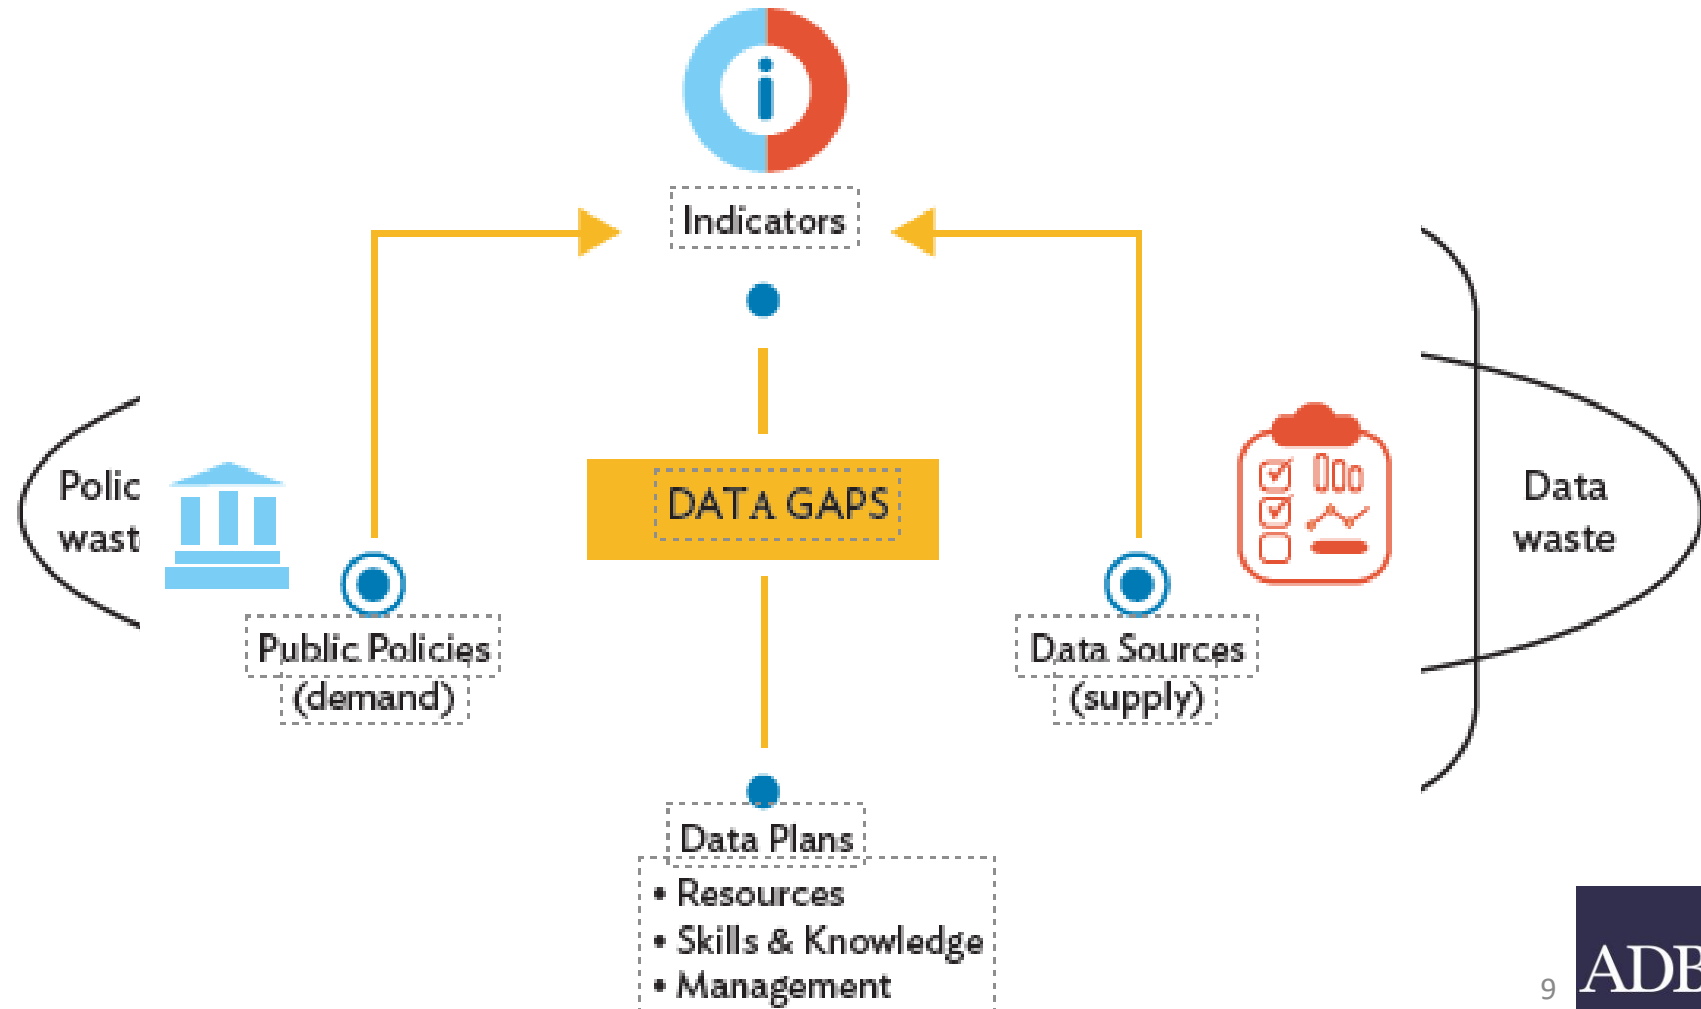 i
Indicators
Polic
wast
DATA GAPS
Data
waste
Public Policies
(demand)
Data Sources
(supply)
Data Plans
• Resources
• Skills & Knowledge
• Management
9
ADB